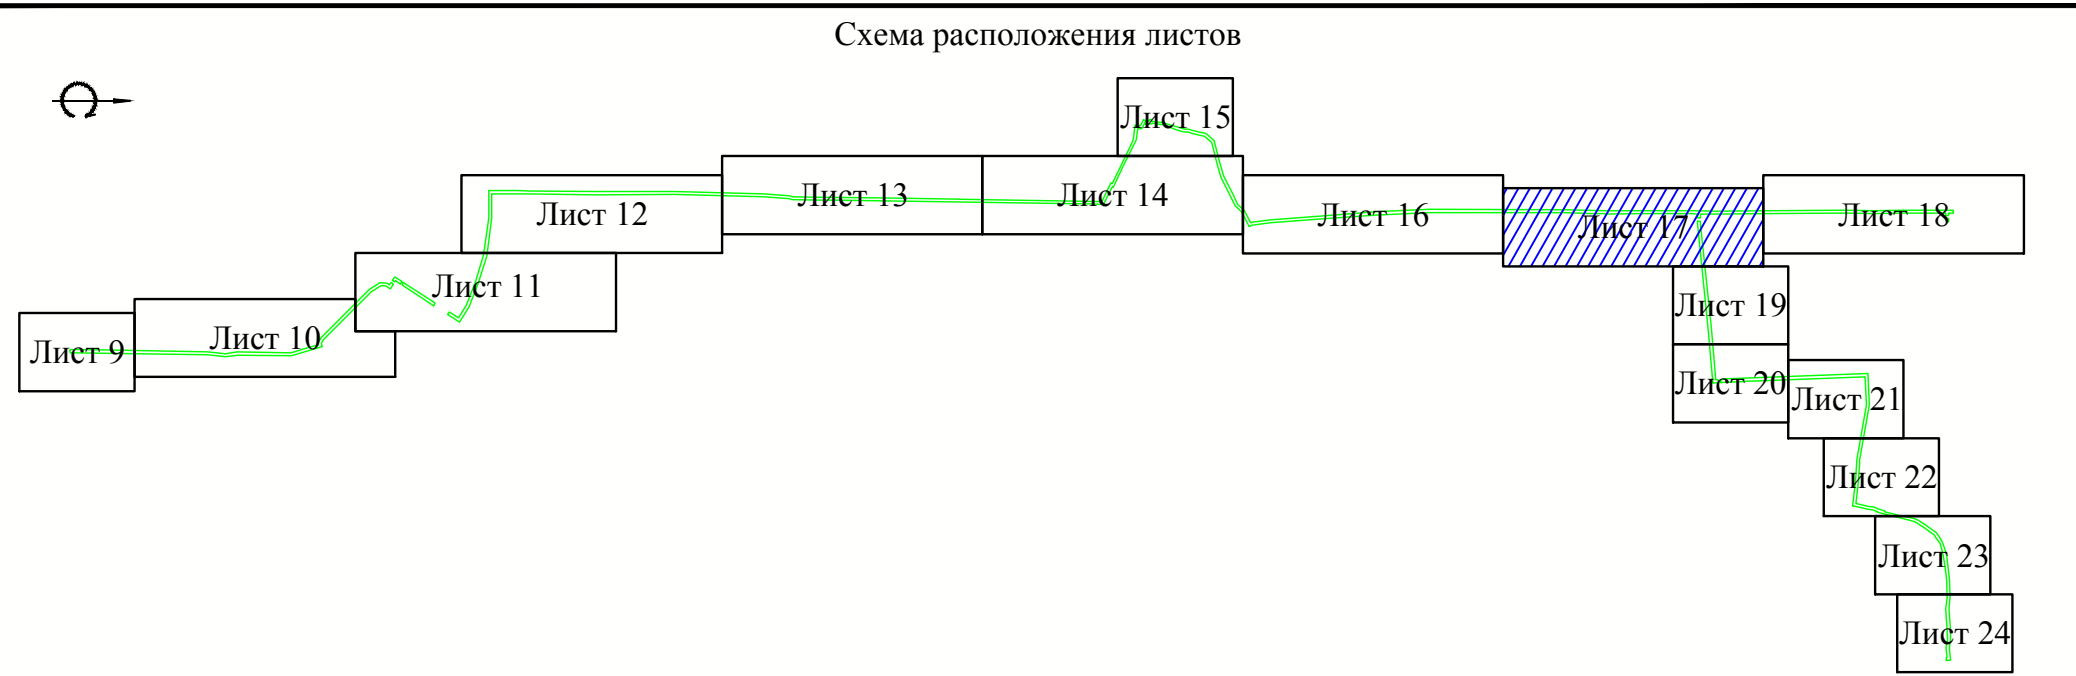 Схема расположения листов
Лист 9
Лист 10
Лист 11
Лист 12
Лист 13
Лист 14
Лист 15
Лист 16
Лист 17
Лист 18
Лист 19
Лист 20
Лист 21
Лист 22
Лист 23
Лист 24